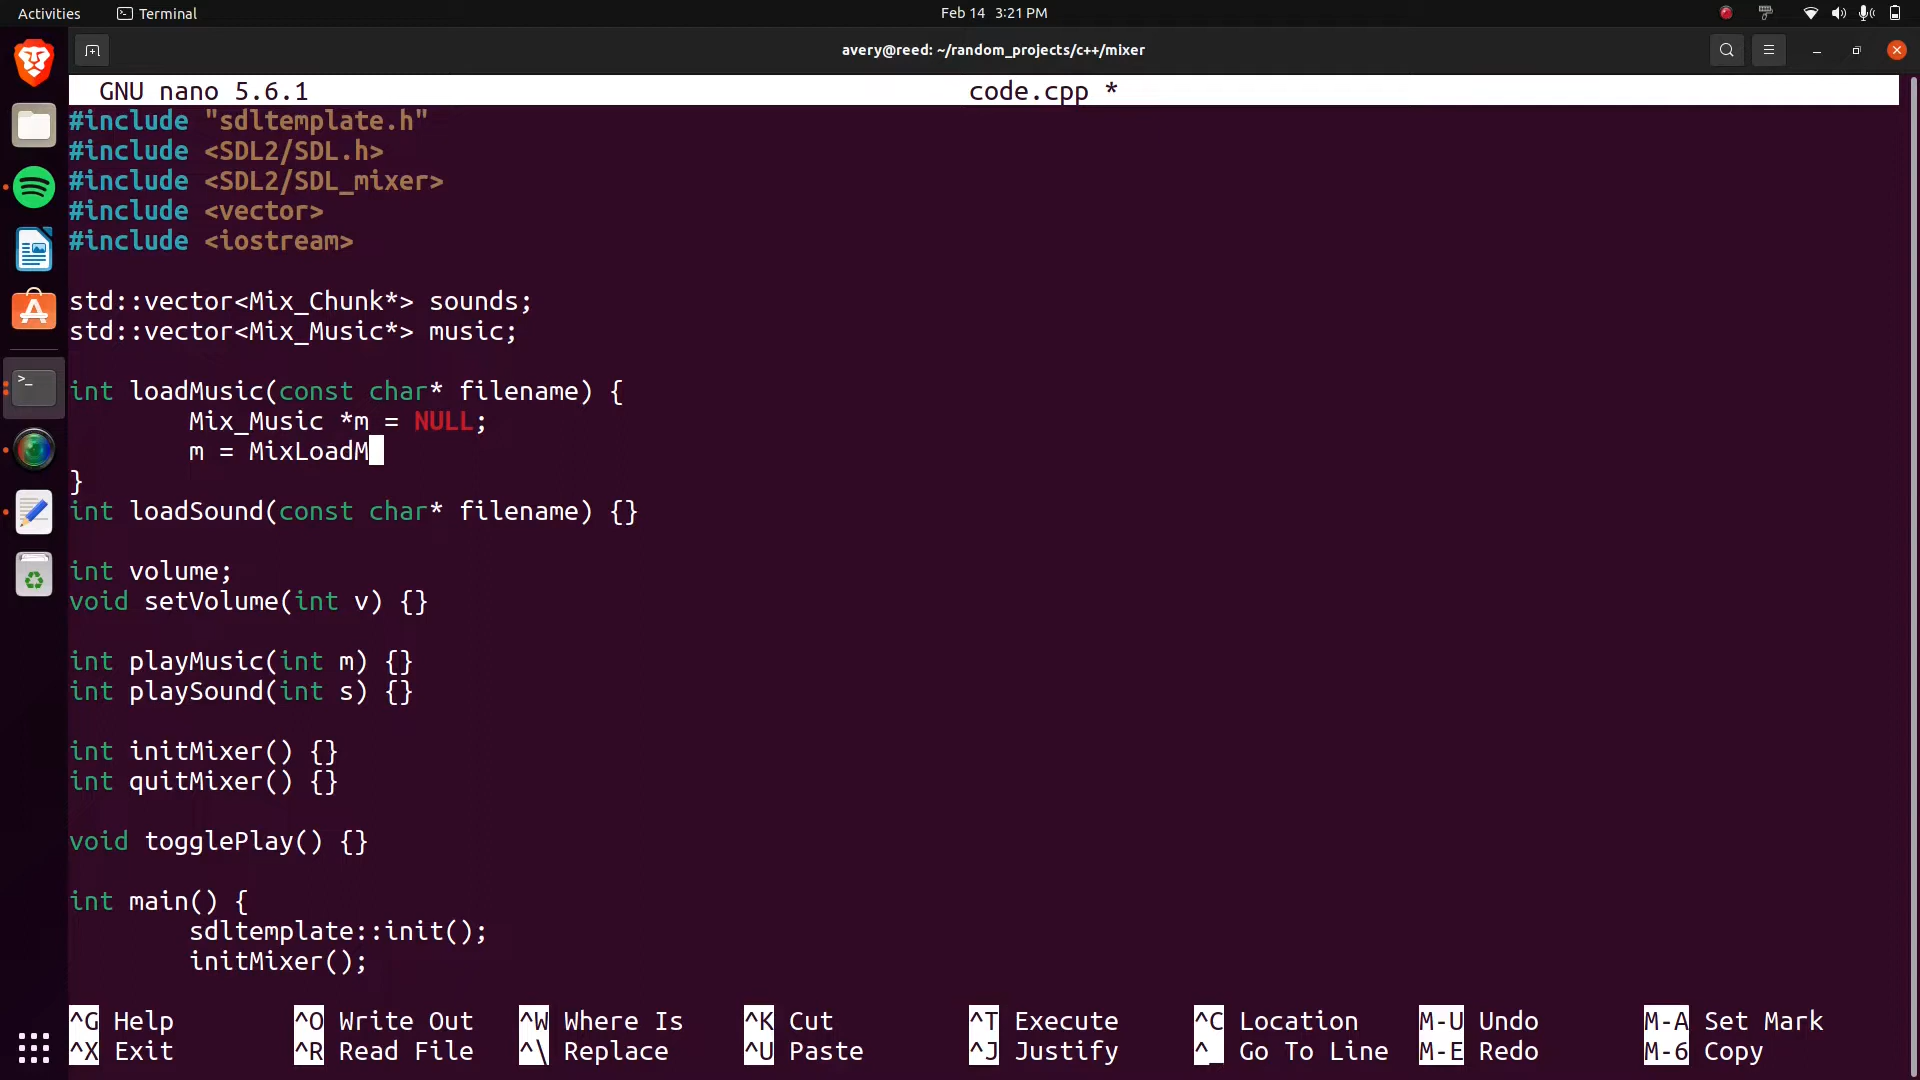 Activities Terminal Feb 14 3:21 PM
avery@reed: ~/random_projects/c++/mixer
GNU nano 5.6.1 code.cpp *
#include "sdltemplate.h"
#include <SDL2/SDL.h>
#include <SDL2/SDL_mixer>
#include <vector>
#include <iostream>
std::vector<Mix_Chunk*> sounds;
std::vector<Mix_Music*> music;
int loadMusic(const char* filename) {
Mix_Music *m = NULL;
m = MixLoadM
}
int loadSound(const char* filename) {}
int volume;
void setVolume(int v) {}
int playMusic(int m) {}
int playSound(int s) {}
int initMixer() {}
int quitMixer() {}
void togglePlay() {}
int main() {
sdltemplate::init();
initMixer();
^G Help ^O Write Out ^W Where Is ^K Cut ^T Execute ^C Location M-U Undo M-A Set Mark
^X Exit ^R Read File ^\ Replace ^U Paste ^J Justify ^_ Go To Line M-E Redo M-6 Copy